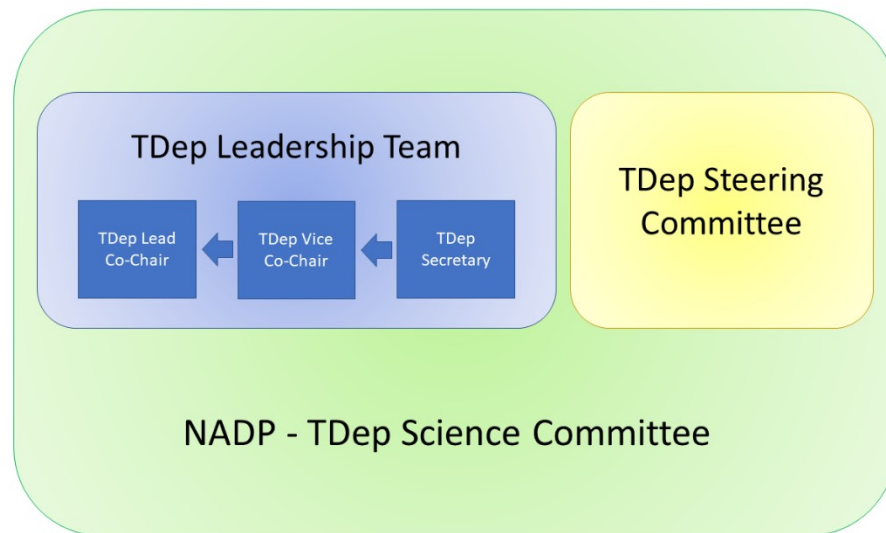 TDep Leadership Team
TDep Lead
Co-Chair
TDep Vice
Co-Chair
TDep
Secretary
TDep Steering
Committee
NADP - TDep Science Committee